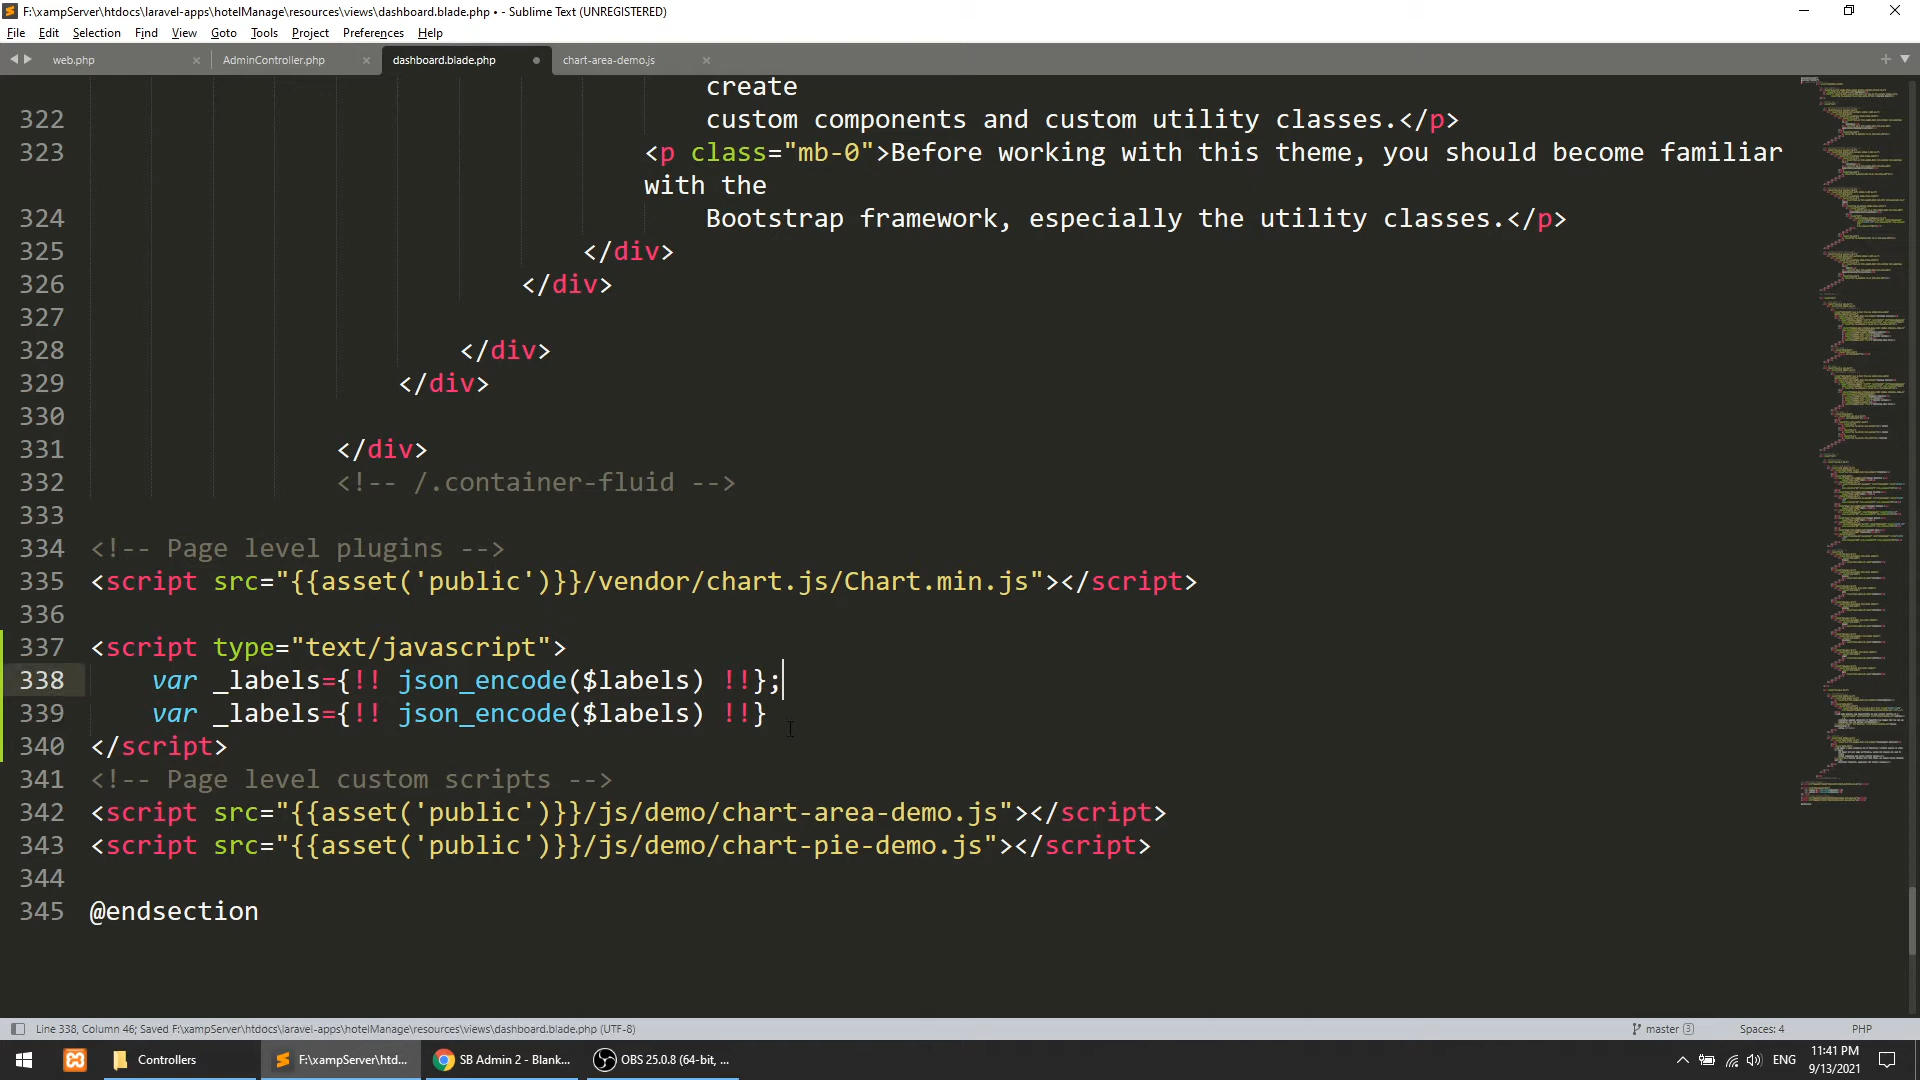 F:\xampServer\htdocs\laravel-apps\hotelManage\resources\views\dashboard.blade.php • - Sublime Text (UNREGISTERED)
File Edit Selection Find View Goto Tools Project Preferences Help
web.php AdminController.php dashboard.blade.php chart-area-demo.js
create
322 custom components and custom utility classes.</p>
323 <p class="mb-0">Before working with this theme, you should become familiar
with the
324 Bootstrap framework, especially the utility classes.</p>
325 </div>
326 </div>
327
328 </div>
329 </div>
330
331 </div>
332 <!-- /.container-fluid -->
333
334 <!-- Page level plugins -->
335 <script src="{{asset('public')}}/vendor/chart.js/Chart.min.js"></script>
336
337 <script type="text/javascript">
338 var _labels={!! json_encode($labels) !!};
339 var _labels={!! json_encode($labels) !!}
340 </script>
341 <!-- Page level custom scripts -->
342 <script src="{{asset('public')}}/js/demo/chart-area-demo.js"></script>
343 <script src="{{asset('public')}}/js/demo/chart-pie-demo.js"></script>
344
345 @endsection
Line 338, Column 46; Saved F:\xampServer\htdocs\laravel-apps\hotelManage\resources\views\dashboard.blade.php (UTF-8) master 3 Spaces: 4 PHP
Controllers F:\xampServer\htd... SB Admin 2 - Blank... OBS 25.0.8 (64-bit, ... ENG 11:41 PM
9/13/2021